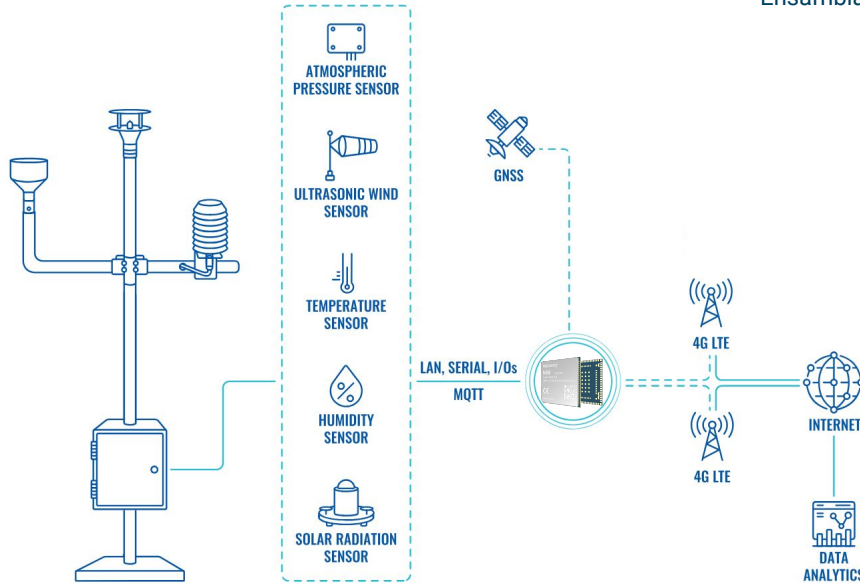 ATMOSPHERIC
PRESSURE SENSOR
ULTRASONIC WIND
SENSOR
TEMPERATURE
SENSOR
HUMIDITY
SENSOR
SOLAR RADIATION
SENSOR
GNSS
LAN, SERIAL, I/Os
MQTT
4G LTE
4G LTE
INTERNET
DATA
ANALYTICS